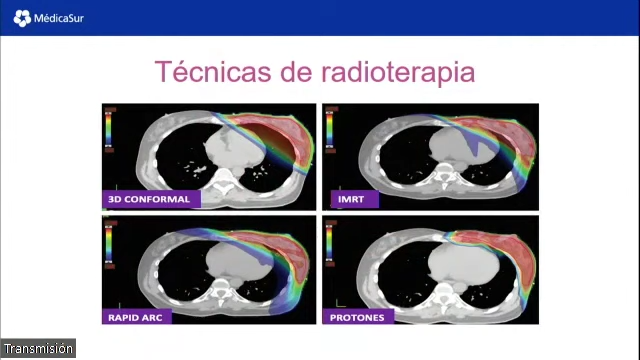 MédicaSur
Técnicas de radioterapia
3D CONFORMAL
IMRT
RAPID ARC
PROTONES
Transmisión